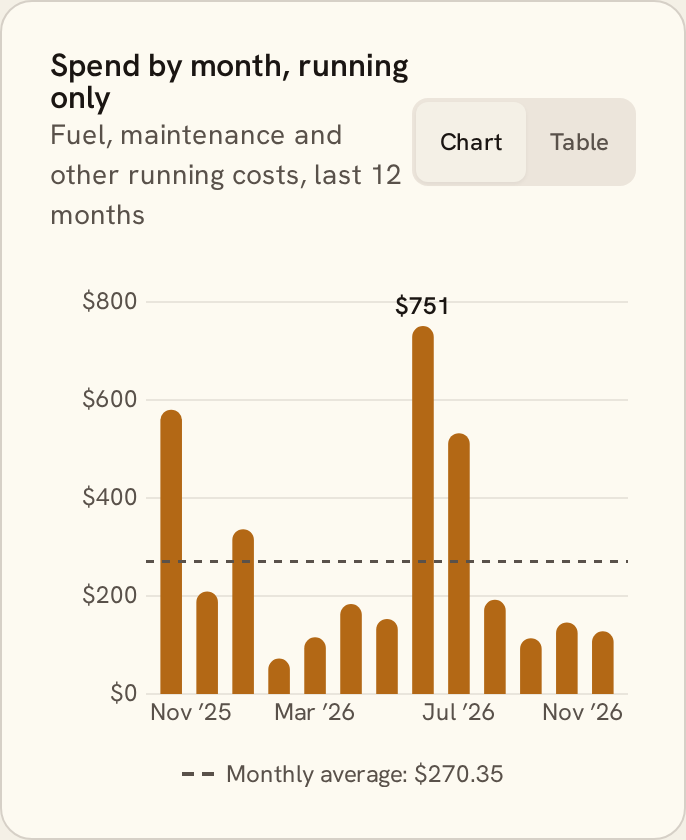 Spend by month, running
only
Fuel, maintenance and
other running costs, last 12
months
Chart
Table
$800
$751
$600
$400
$200
$0
Nov ’25
Mar ’26
Jul ’26
Nov ’26
Monthly average: $270.35